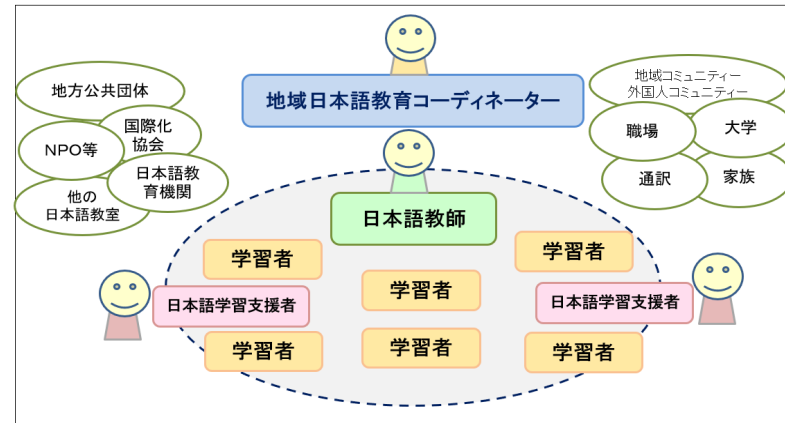 地方公共団体
国際化
協会
NPO等
日本語教
育機関
他の
日本語教室
地域日本語教育コーディネーター
地域コミュニティー
外国人コミュニティー
職場
大学
通訳
家族
日本語教師
学習者
学習者
学習者
日本語学習支援者
日本語学習支援者
学習者
学習者
学習者